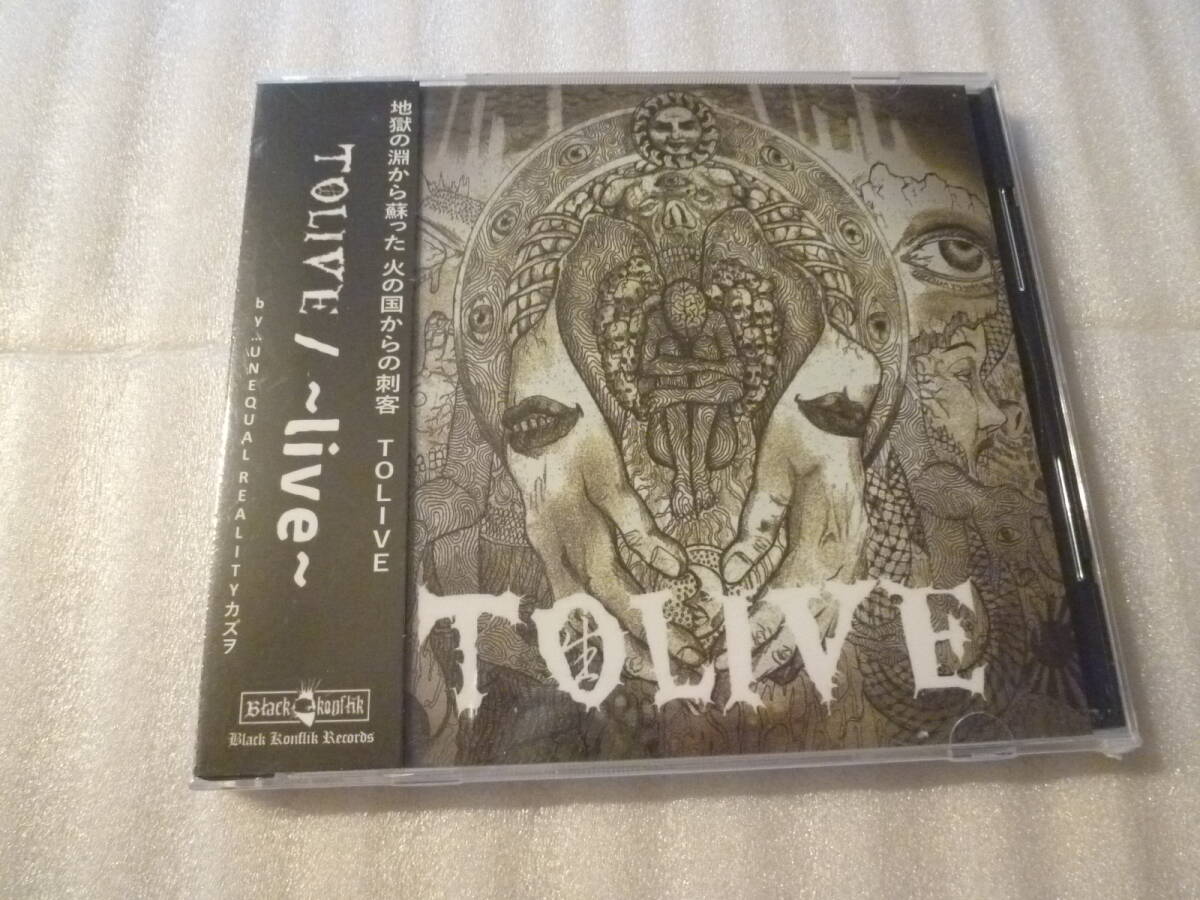 地獄の淵から蘇った 火の国からの刺客 TOLIVE
TOLIVE / ~live~
by...UNEQUAL REALITYカズヲ
Black konflik
Black Konflik Records
TOLIVE
生